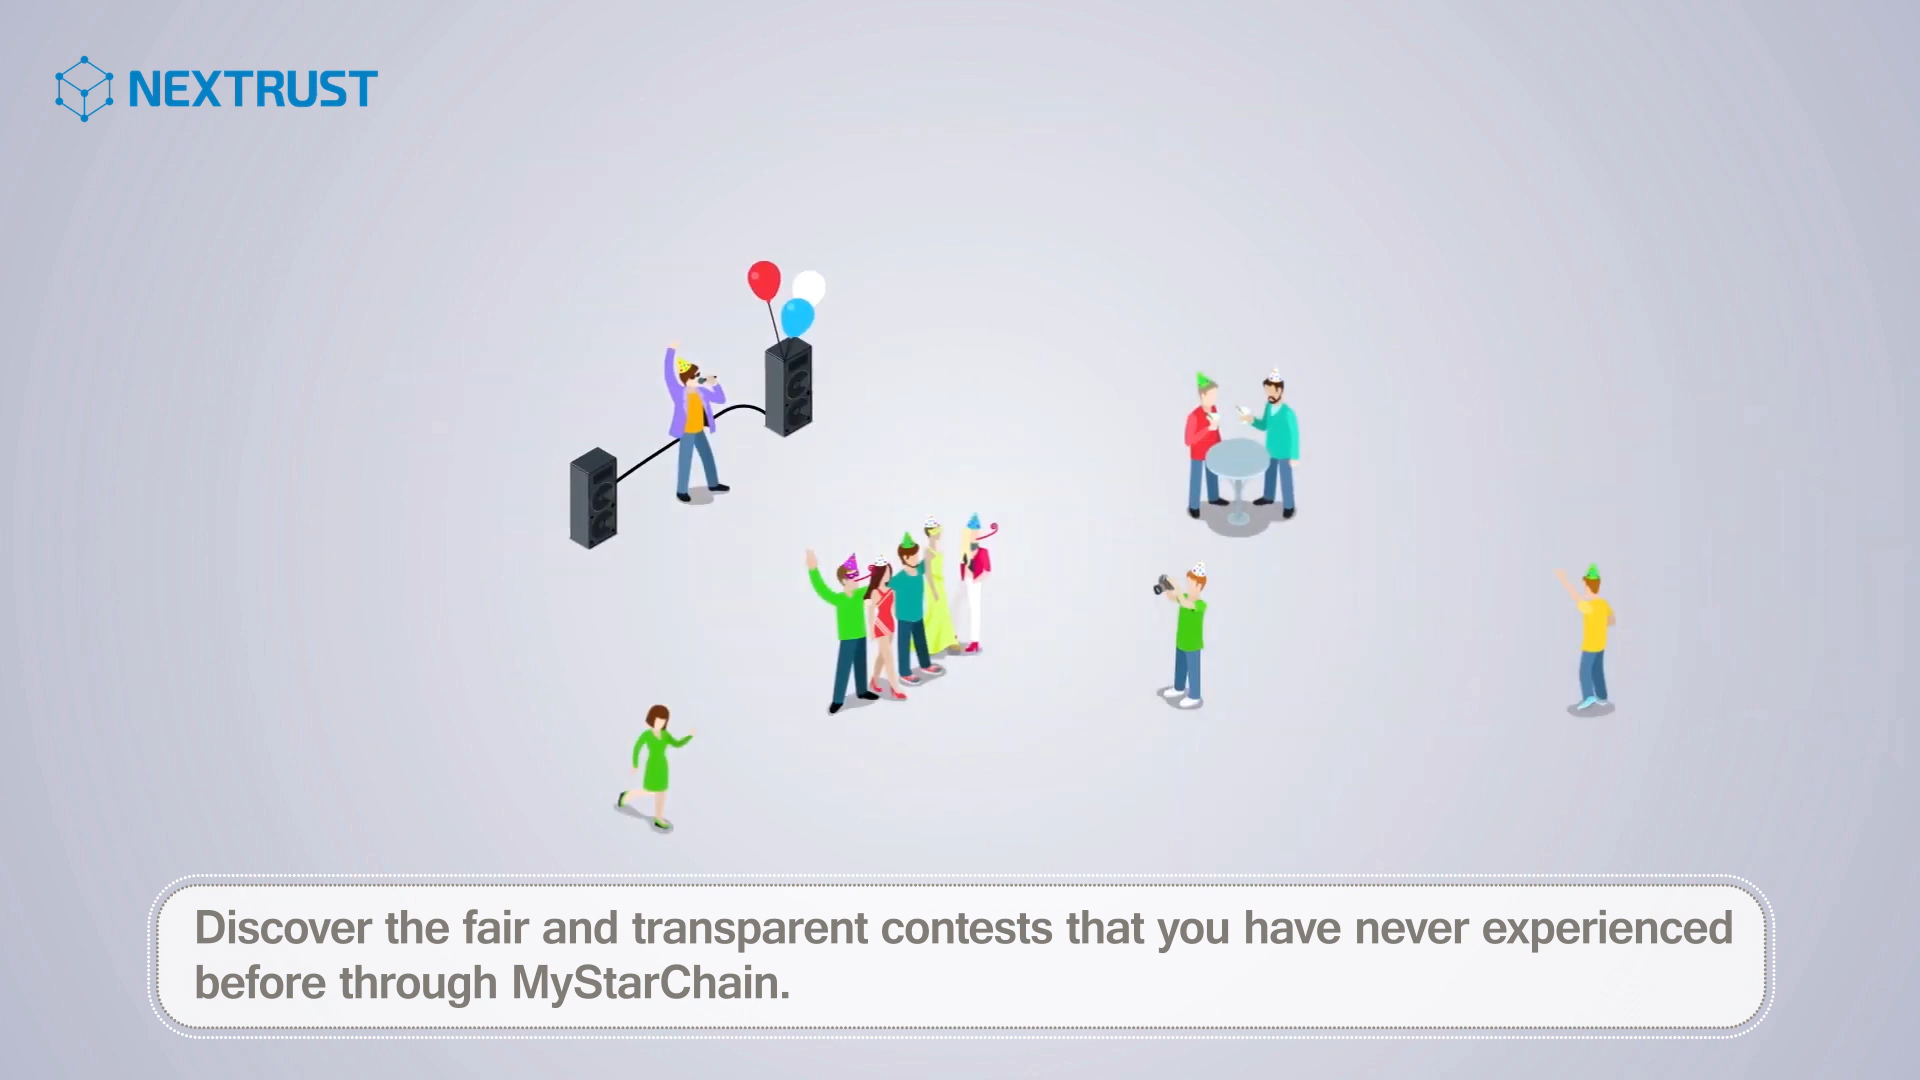 NEXTRUST
Discover the fair and transparent contests that you have never experienced
before through MyStarChain.